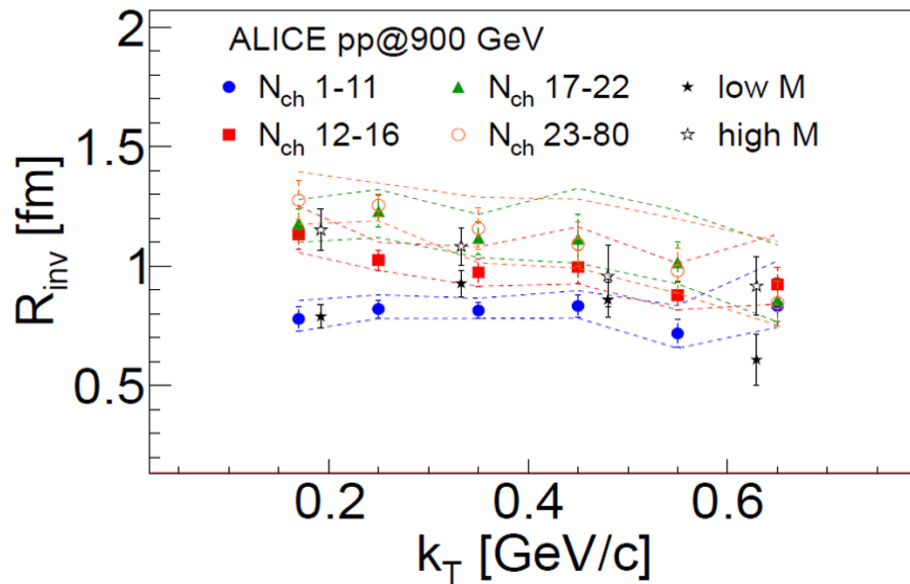 2
ALICE pp@900 GeV
N_ch 1-11 N_ch 17-22 low M
N_ch 12-16 N_ch 23-80 high M
1.5
1
0.5
R_inv [fm]
0.2 0.4 0.6
k_T [GeV/c]